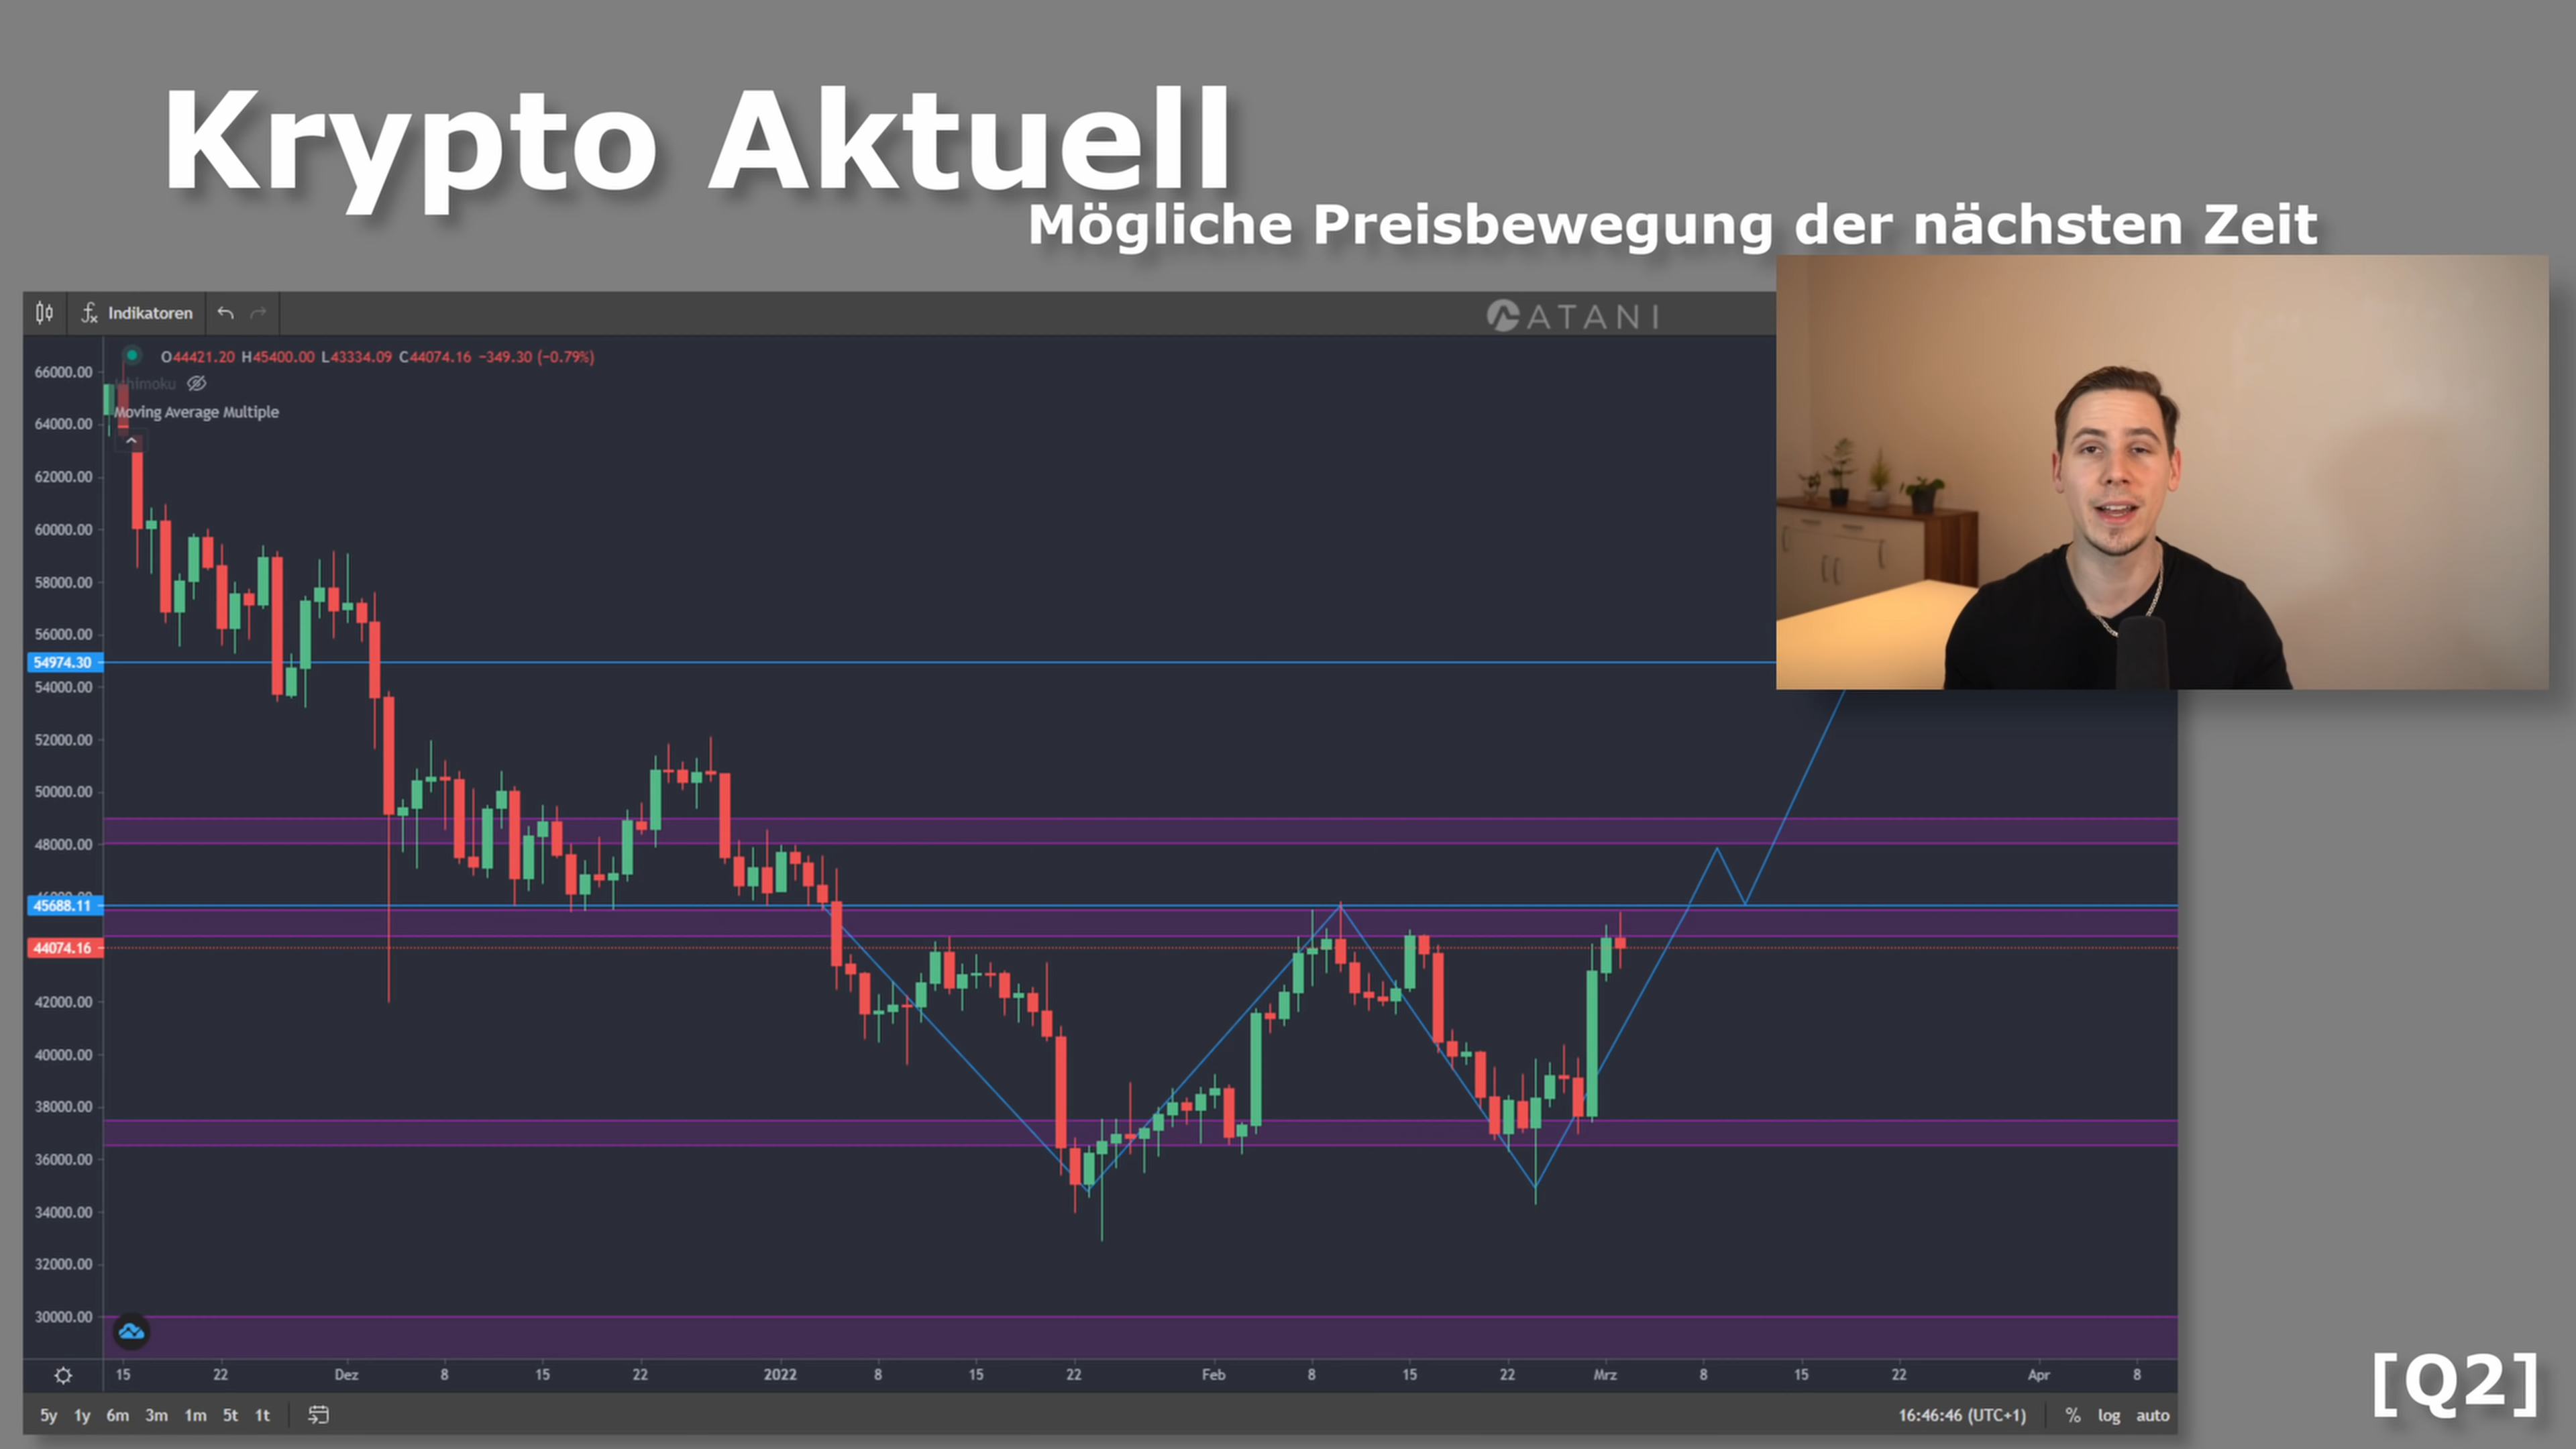 Krypto Aktuell
Mögliche Preisbewegung der nächsten Zeit
Indikatoren
ATANI
O44421.20 H45400.00 L43334.09 C44074.16 −349.30 (−0.79%)
Moving Average Multiple
66000.00
64000.00
62000.00
60000.00
58000.00
56000.00
54974.30
54000.00
52000.00
50000.00
48000.00
45688.11
44074.16
42000.00
40000.00
38000.00
36000.00
34000.00
32000.00
30000.00
15 22 Dez 8 15 22 2022 8 15 22 Feb 8 15 22 Mrz 8 15 22 Apr 8
5y 1y 6m 3m 1m 5t 1t
16:46:46 (UTC+1) % log auto
[Q2]